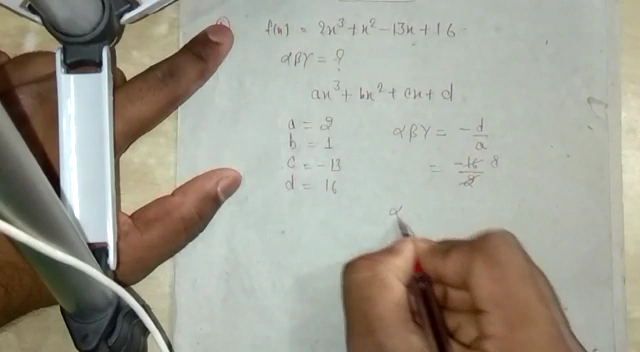 f(x) = 2x³ + x² - 13x + 16
αβγ = ?
ax³ + bx² + cx + d
a = 2
b = 1
c = -13
d = 16
αβγ = -d/a
= -16/2 8
α